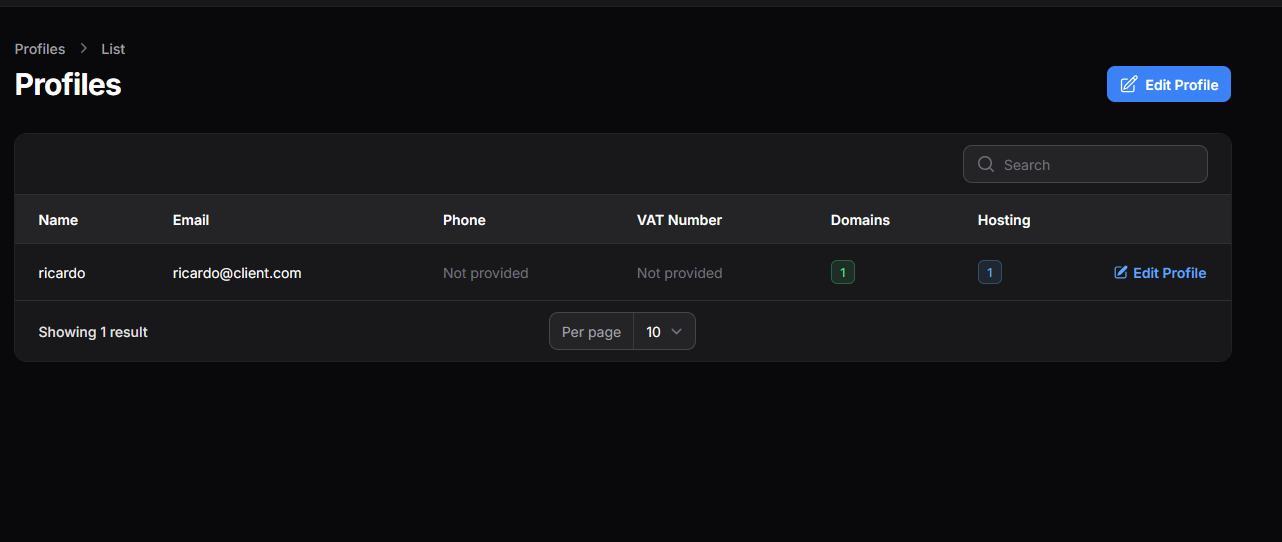 Profiles > List
Profiles
Edit Profile
Search
Name Email Phone VAT Number Domains Hosting
ricardo ricardo@client.com Not provided Not provided 1 1 Edit Profile
Showing 1 result Per page 10